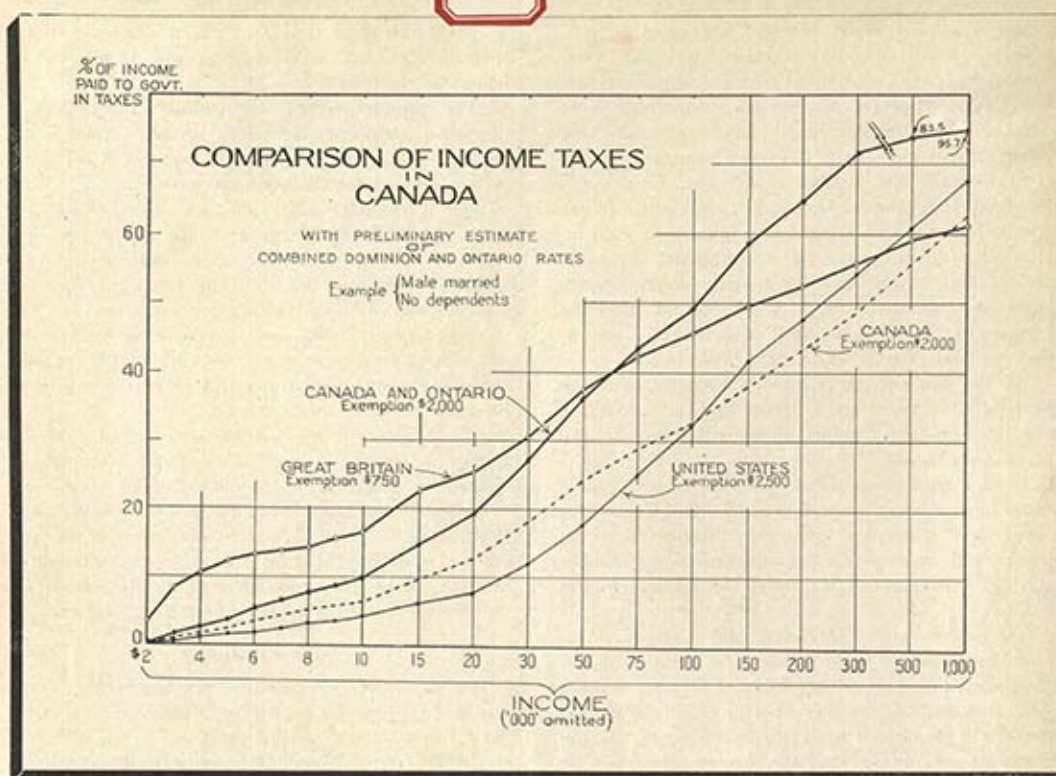 % OF INCOME
PAID TO GOVT.
IN TAXES
COMPARISON OF INCOME TAXES
IN
CANADA
WITH PRELIMINARY ESTIMATE
OF
COMBINED DOMINION AND ONTARIO RATES
Example { Male married
No dependents
83.5
95.7
60
40
20
0
CANADA
Exemption $2,000
CANADA AND ONTARIO
Exemption $2,000
GREAT BRITAIN
Exemption $750
UNITED STATES
Exemption $2,500
$2 4 6 8 10 15 20 30 50 75 100 150 200 300 500 1,000
INCOME
('000' omitted)